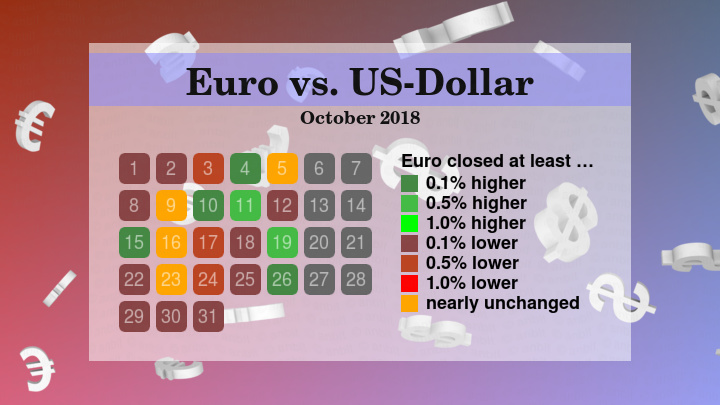 Euro vs. US-Dollar
October 2018
1 2 3 4 5 6 7
8 9 10 11 12 13 14
15 16 17 18 19 20 21
22 23 24 25 26 27 28
29 30 31
Euro closed at least …
0.1% higher
0.5% higher
1.0% higher
0.1% lower
0.5% lower
1.0% lower
nearly unchanged